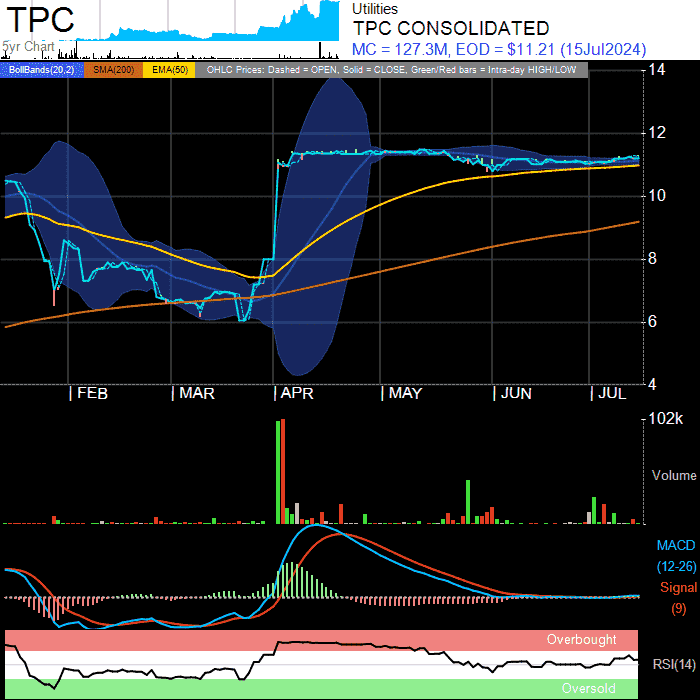 TPC
5yr Chart
Utilities
TPC CONSOLIDATED
MC = 127.3M, EOD = $11.21 (15Jul2024)
BollBands(20,2) SMA(200) EMA(50) OHLC Prices: Dashed = OPEN, Solid = CLOSE, Green/Red bars = Intra-day HIGH/LOW
14
12
10
8
6
4
FEB MAR APR MAY JUN JUL
102k
Volume
MACD
(12-26)
Signal
(9)
Overbought
RSI(14)
Oversold